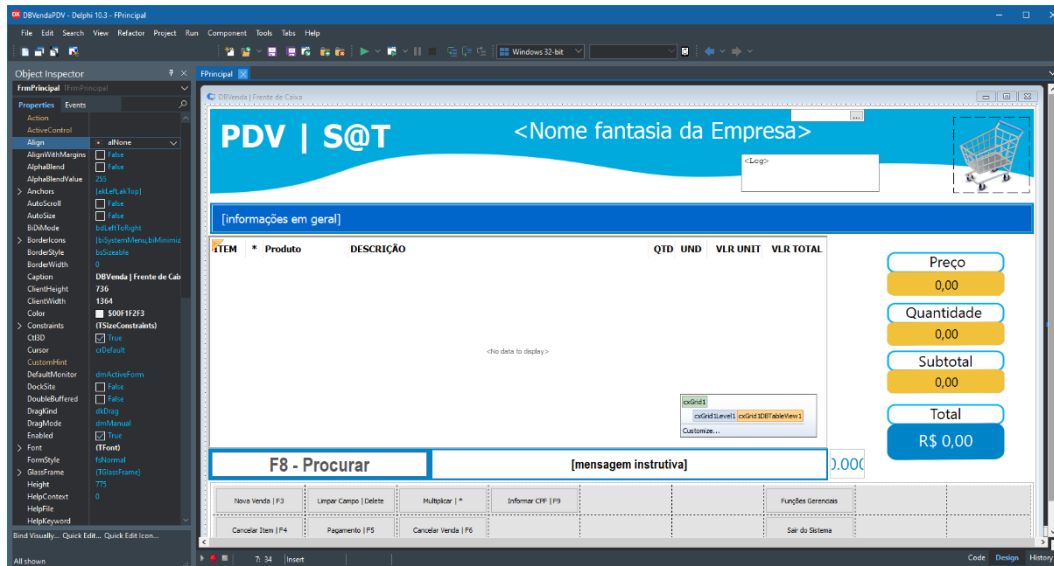 DBVendaPDV - Delphi 10.3 - FPrincipal
File Edit Search View Refactor Project Run Component Tools Tabs Help
Windows 32-bit
Object Inspector
FPrincipal
FrmPrincipal TFrmPrincipal
DBVenda | Frente de Caixa
Properties Events
Action
ActiveControl
Align alNone
AlignWithMargins False
AlphaBlend False
AlphaBlendValue 255
Anchors [akLeft,akTop]
AutoScroll False
AutoSize False
BiDiMode bdLeftToRight
BorderIcons [biSystemMenu,biMinimiz
BorderStyle bsSizeable
BorderWidth 0
Caption DBVenda | Frente de Caix
ClientHeight 736
ClientWidth 1364
Color $00F1F2F3
Constraints (TSizeConstraints)
Ctl3D True
Cursor crDefault
CustomHint
DefaultMonitor dmActiveForm
DockSite False
DoubleBuffered False
DragKind dkDrag
DragMode dmManual
Enabled True
Font (TFont)
FormStyle fsNormal
GlassFrame (TGlassFrame)
Height 775
HelpContext 0
HelpFile
HelpKeyword
Bind Visually... Quick Edit... Quick Edit Icon...
All shown
PDV | S@T
<Nome fantasia da Empresa>
...
<Log>
[informações em geral]
ITEM * Produto DESCRIÇÃO QTD UND VLR UNIT VLR TOTAL
<No data to display>
cxGrid1
cxGrid1Level1 cxGrid1DBTableView1
Customize...
Preço
0,00
Quantidade
0,00
Subtotal
0,00
Total
R$ 0,00
F8 - Procurar
[mensagem instrutiva]
0.00(
Nova Venda | F3 Limpar Campo | Delete Multiplicar | * Informar CPF | F9 Funções Gerenciais
Cancelar Item | F4 Pagamento | F5 Cancelar Venda | F6 Sair do Sistema
7: 34 Insert
Code Design History